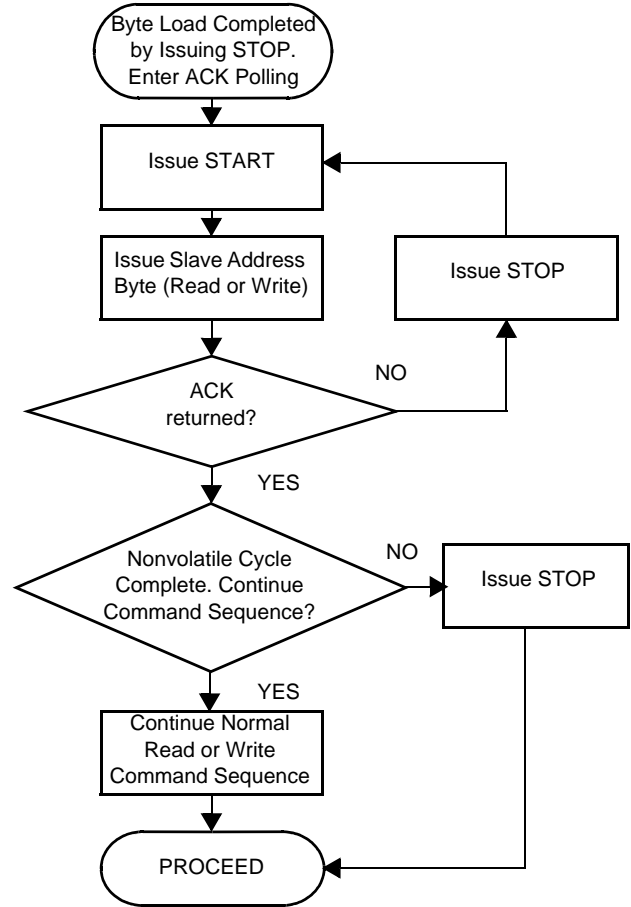 Byte Load Completed
by Issuing STOP.
Enter ACK Polling
Issue START
Issue Slave Address
Byte (Read or Write)
Issue STOP
ACK
returned?
NO
YES
Nonvolatile Cycle
Complete. Continue
Command Sequence?
NO
Issue STOP
YES
Continue Normal
Read or Write
Command Sequence
PROCEED